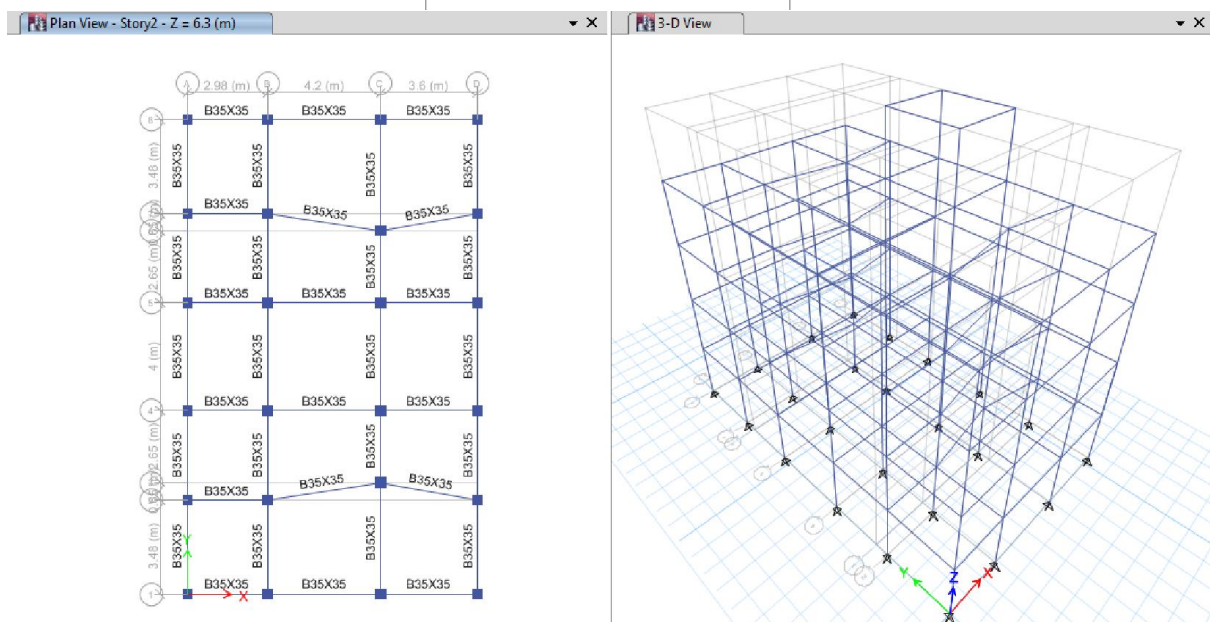 Plan View - Story2 - Z = 6.3 (m)
3-D View
A 2.98 (m) B 4.2 (m) C 3.6 (m) D
B35X35 B35X35 B35X35
3.48 (m) B35X35 B35X35 B35X35 B35X35
B35X35 B35X35 B35X35
2.65 (m) B35X35 B35X35 B35X35 B35X35
5 B35X35 B35X35 B35X35
4 (m) B35X35 B35X35 B35X35 B35X35
4 B35X35 B35X35 B35X35
2.65 (m) B35X35 B35X35 B35X35 B35X35
B35X35 B35X35 B35X35
3.48 (m) B35X35 B35X35 B35X35 B35X35
Y
1 B35X35 B35X35 B35X35
X
Y Z X